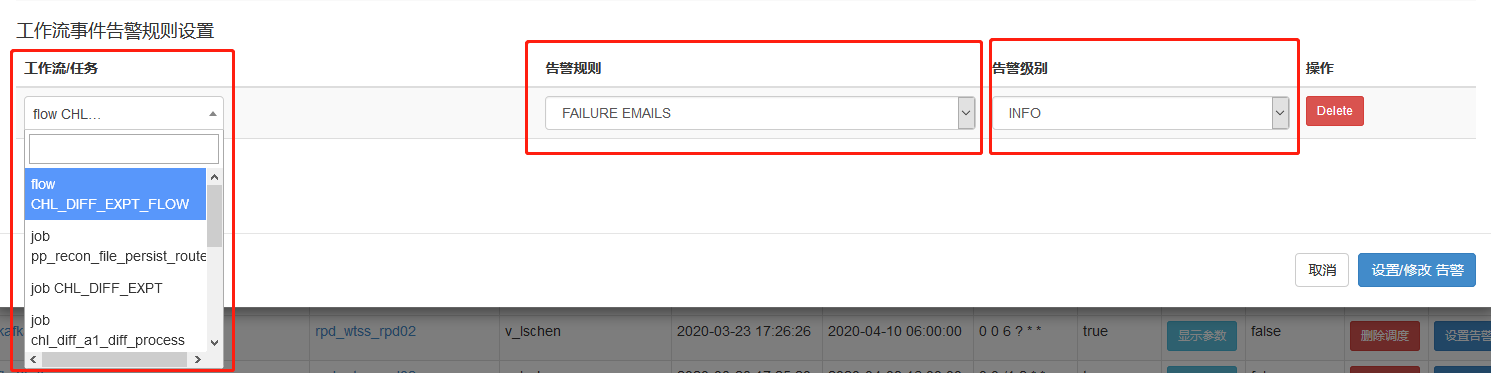 工作流事件告警规则设置
工作流/任务 告警规则 告警级别 操作
flow CHL... FAILURE EMAILS INFO Delete
flow
CHL_DIFF_EXPT_FLOW
job
pp_recon_file_persist_route
job CHL_DIFF_EXPT
job
chl_diff_a1_diff_process
取消 设置/修改 告警
kafk rpd_wtss_rpd02 v_lschen 2020-03-23 17:26:26 2020-04-10 06:00:00 0 0 6 ? * * true 显示参数 false 删除调度 设置告警